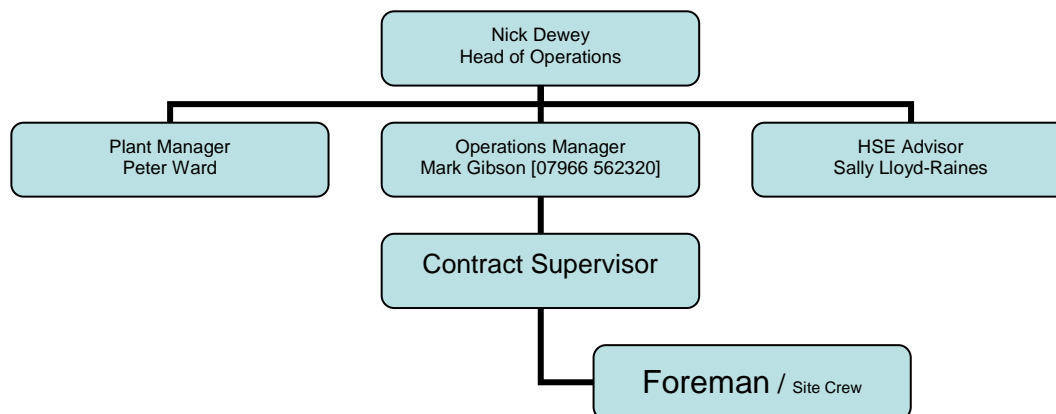 Nick Dewey
Head of Operations
Plant Manager
Peter Ward
Operations Manager
Mark Gibson [07966 562320]
HSE Advisor
Sally Lloyd-Raines
Contract Supervisor
Foreman / Site Crew